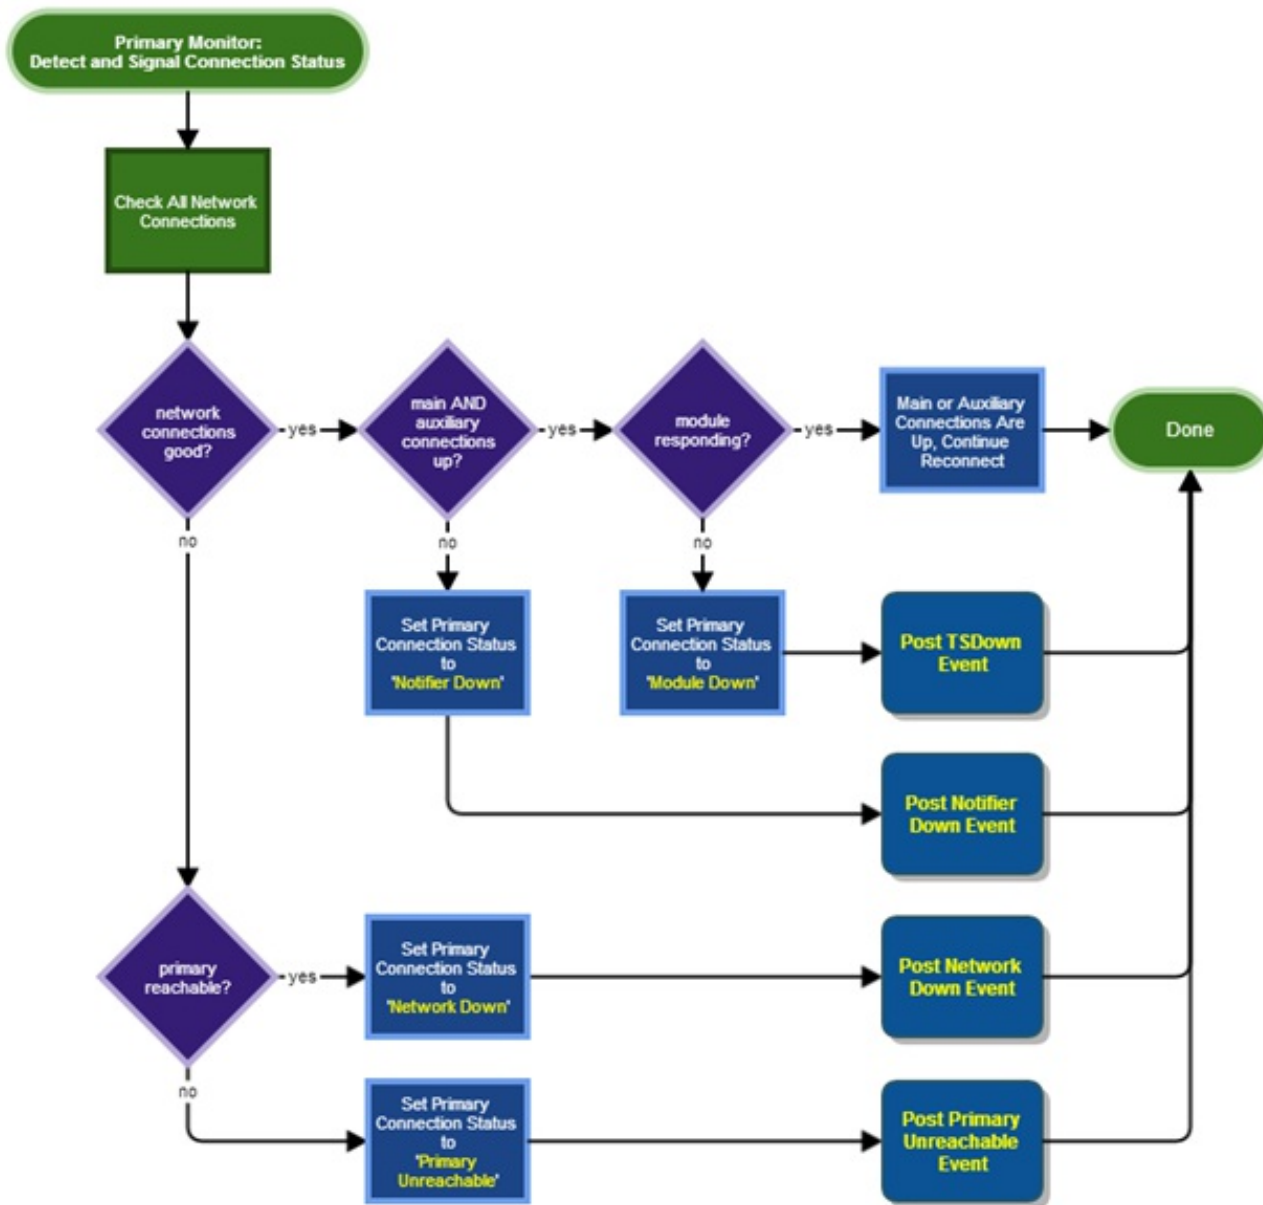 Primary Monitor:
Detect and Signal Connection Status
Check All Network
Connections
network
connections
good?
yes
main AND
auxiliary
connections
up?
yes
module
responding?
yes
Main or Auxiliary
Connections Are
Up, Continue
Reconnect
Done
no
no
no
Set Primary
Connection Status
to
"Notifier Down"
Set Primary
Connection Status
to
"Module Down"
Post TSDown
Event
Post Notifier
Down Event
primary
reachable?
yes
Set Primary
Connection Status
to
"Network Down"
Post Network
Down Event
no
Set Primary
Connection Status
to
"Primary
Unreachable"
Post Primary
Unreachable
Event